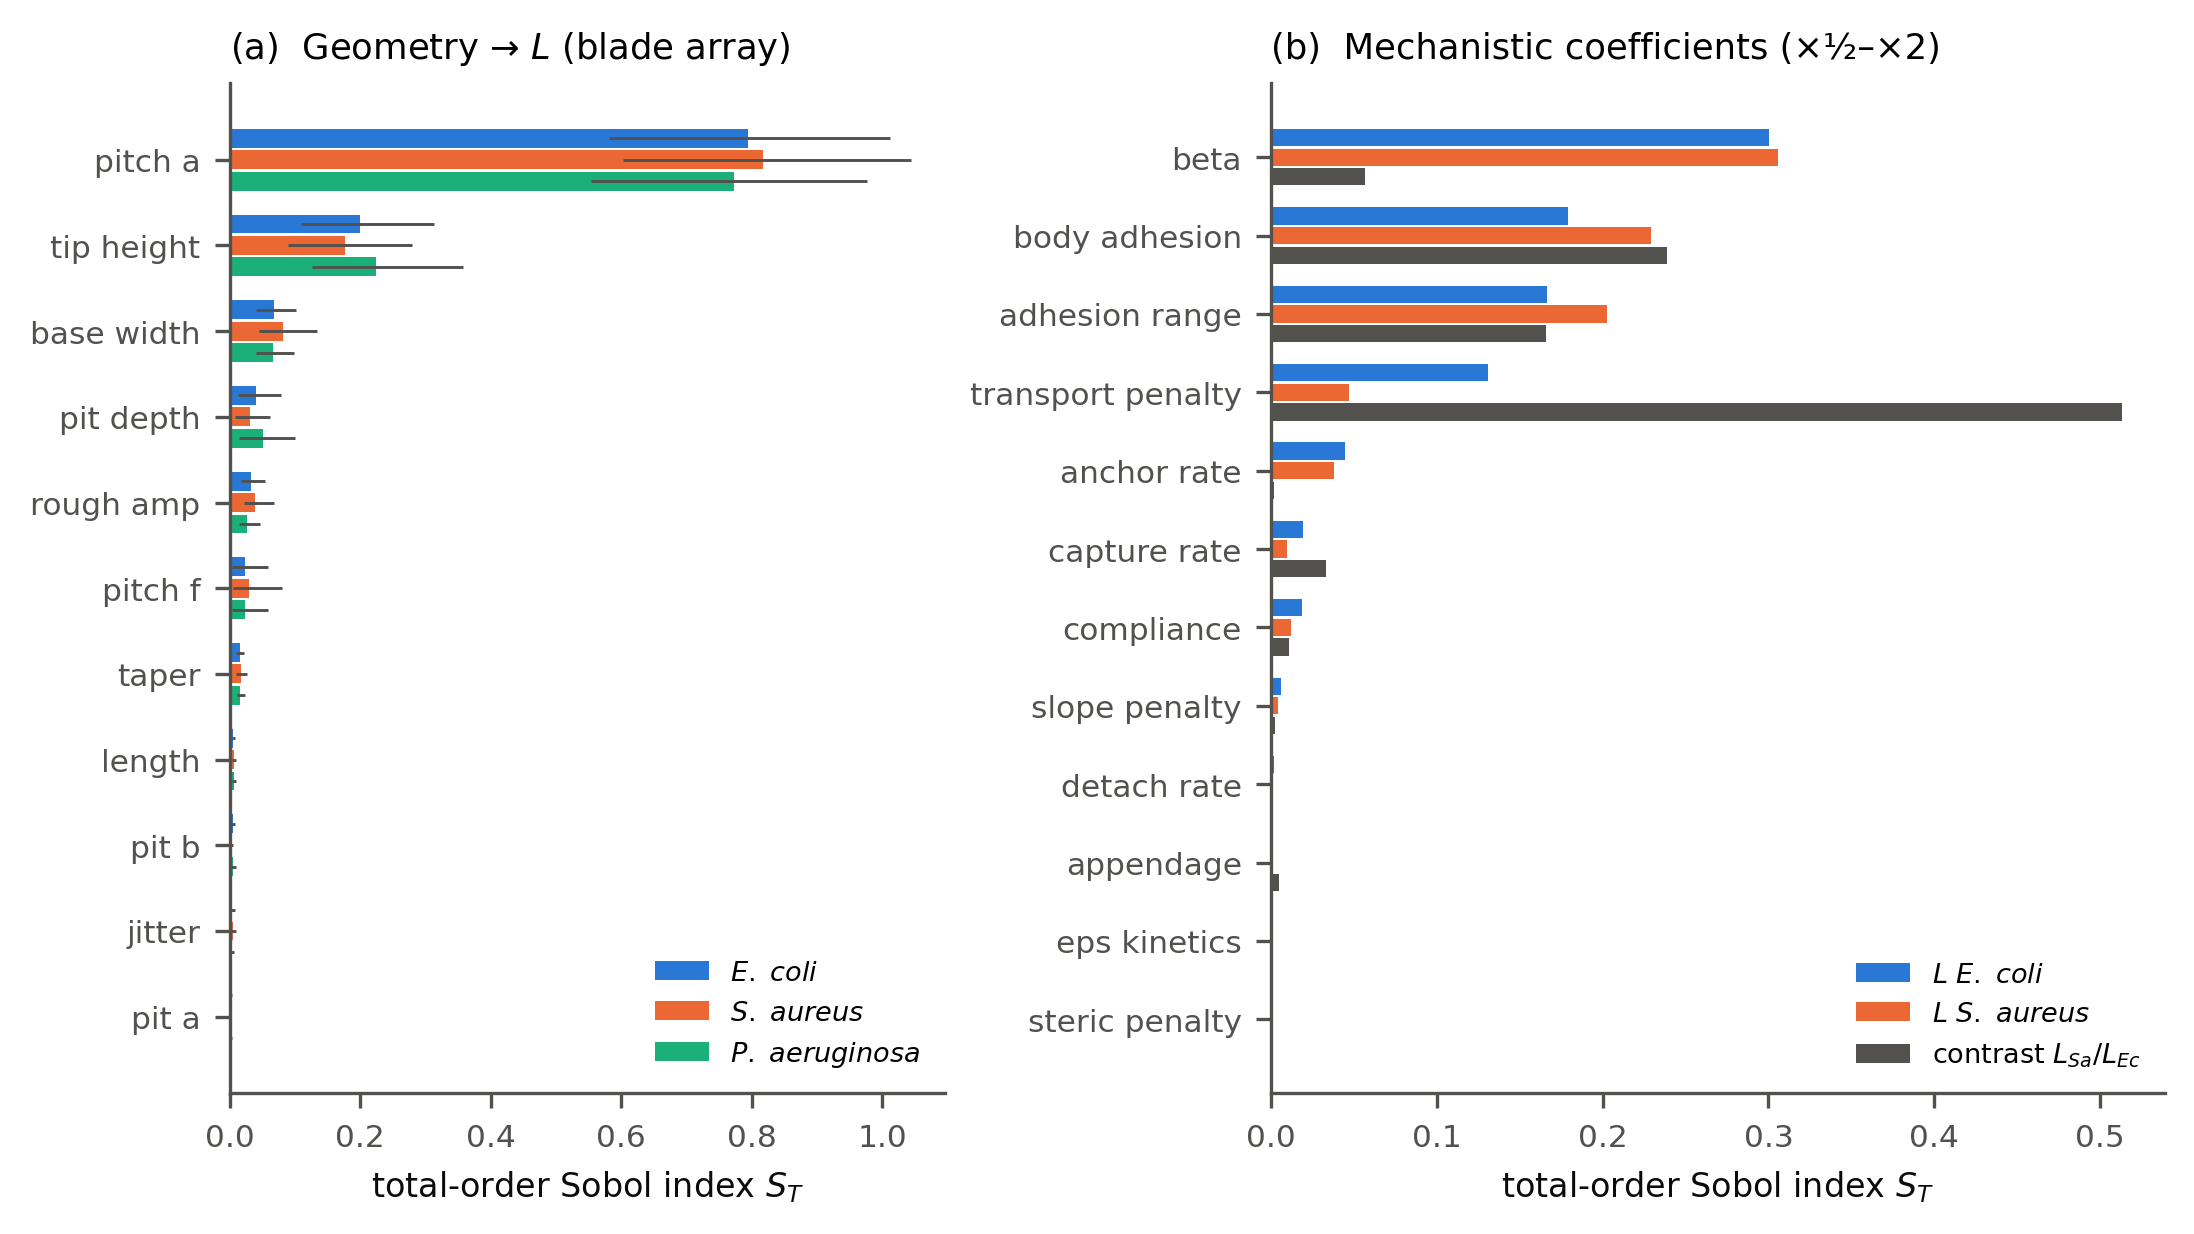 (a)  Geometry → L (blade array)
pitch a
tip height
base width
pit depth
rough amp
pitch f
taper
length
pit b
jitter
pit a
E. coli
S. aureus
P. aeruginosa
0.0 0.2 0.4 0.6 0.8 1.0
total-order Sobol index S_T
(b)  Mechanistic coefficients (×½–×2)
beta
body adhesion
adhesion range
transport penalty
anchor rate
capture rate
compliance
slope penalty
detach rate
appendage
eps kinetics
steric penalty
L E. coli
L S. aureus
contrast L_Sa/L_Ec
0.0 0.1 0.2 0.3 0.4 0.5
total-order Sobol index S_T